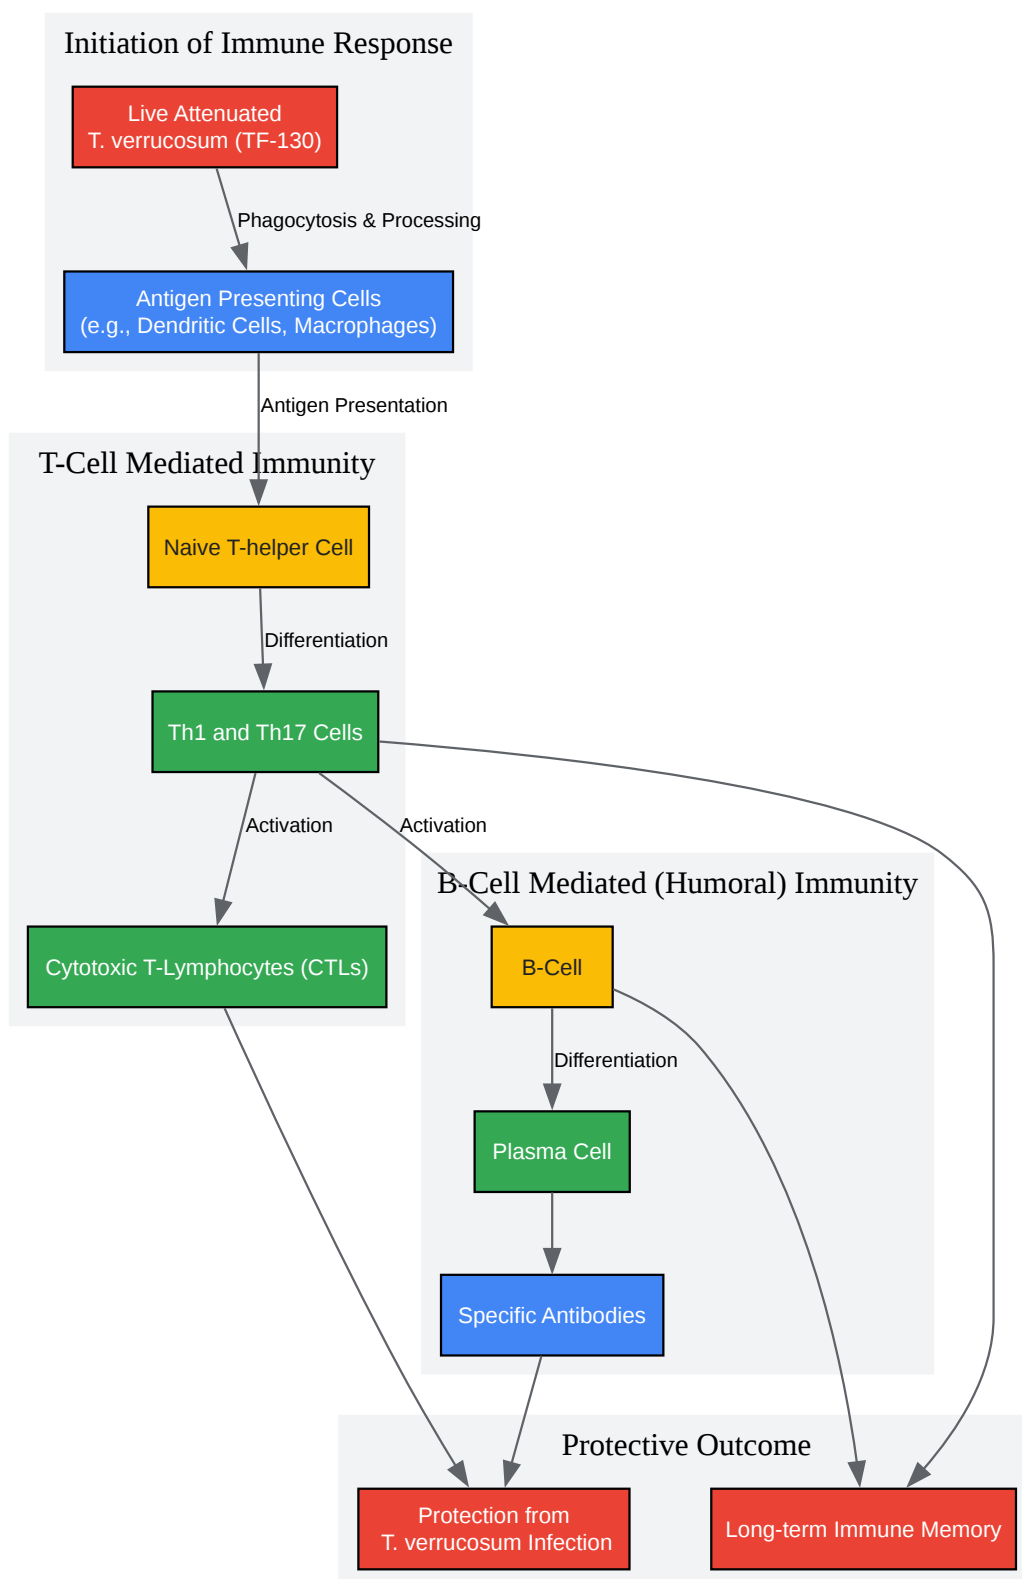 Initiation of Immune Response
Live Attenuated
T. verrucosum (TF-130)
Phagocytosis & Processing
Antigen Presenting Cells
(e.g., Dendritic Cells, Macrophages)
Antigen Presentation
T-Cell Mediated Immunity
Naive T-helper Cell
Differentiation
Th1 and Th17 Cells
Activation
Activation
B-Cell Mediated (Humoral) Immunity
Cytotoxic T-Lymphocytes (CTLs)
B-Cell
Differentiation
Plasma Cell
Specific Antibodies
Protective Outcome
Protection from
T. verrucosum Infection
Long-term Immune Memory